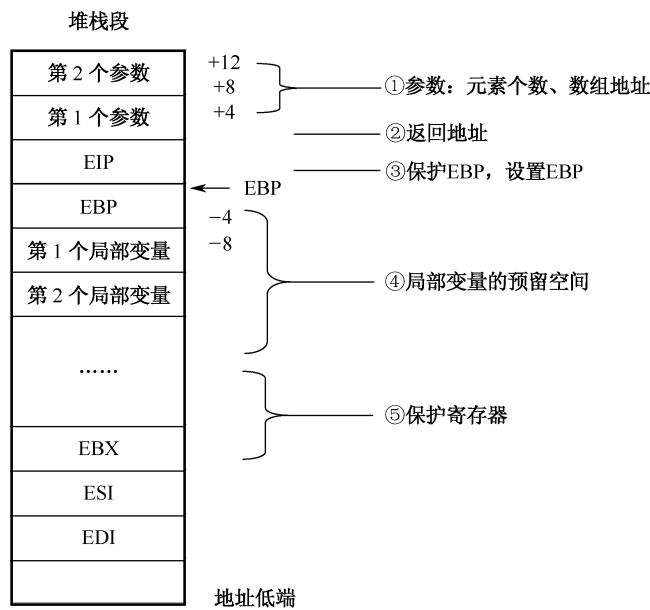 堆栈段
第 2 个参数
+12
+8
①参数：元素个数、数组地址
第 1 个参数
+4
②返回地址
EIP
③保护EBP，设置EBP
EBP
EBP
−4
第 1 个局部变量
−8
第 2 个局部变量
④局部变量的预留空间
……
⑤保护寄存器
EBX
ESI
EDI
地址低端